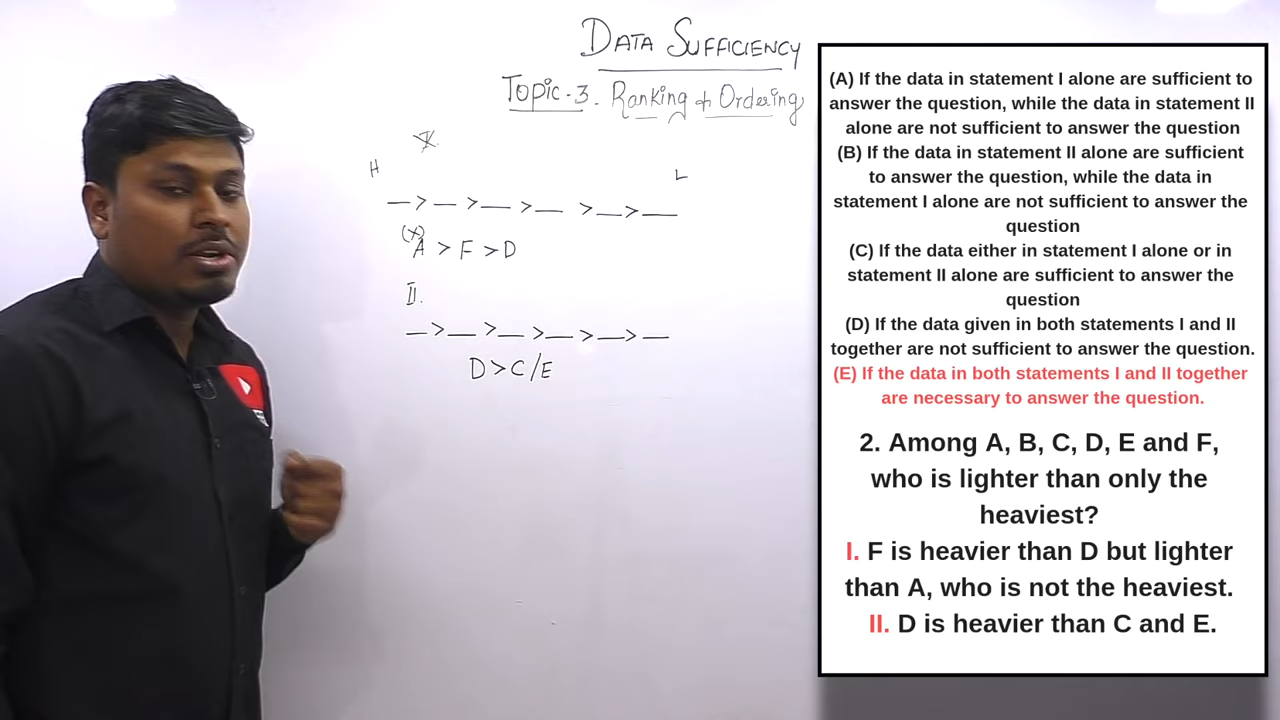 DATA SUFFICIENCY
Topic-3. Ranking & Ordering
I.
H L
_ > _ > _ > _ > _ > _
(X)
A > F > D
II.
_ > _ > _ > _ > _ > _
D > C/E
(A) If the data in statement I alone are sufficient to
answer the question, while the data in statement II
alone are not sufficient to answer the question
(B) If the data in statement II alone are sufficient
to answer the question, while the data in
statement I alone are not sufficient to answer the
question
(C) If the data either in statement I alone or in
statement II alone are sufficient to answer the
question
(D) If the data given in both statements I and II
together are not sufficient to answer the question.
(E) If the data in both statements I and II together
are necessary to answer the question.
2. Among A, B, C, D, E and F,
who is lighter than only the
heaviest?
I. F is heavier than D but lighter
than A, who is not the heaviest.
II. D is heavier than C and E.